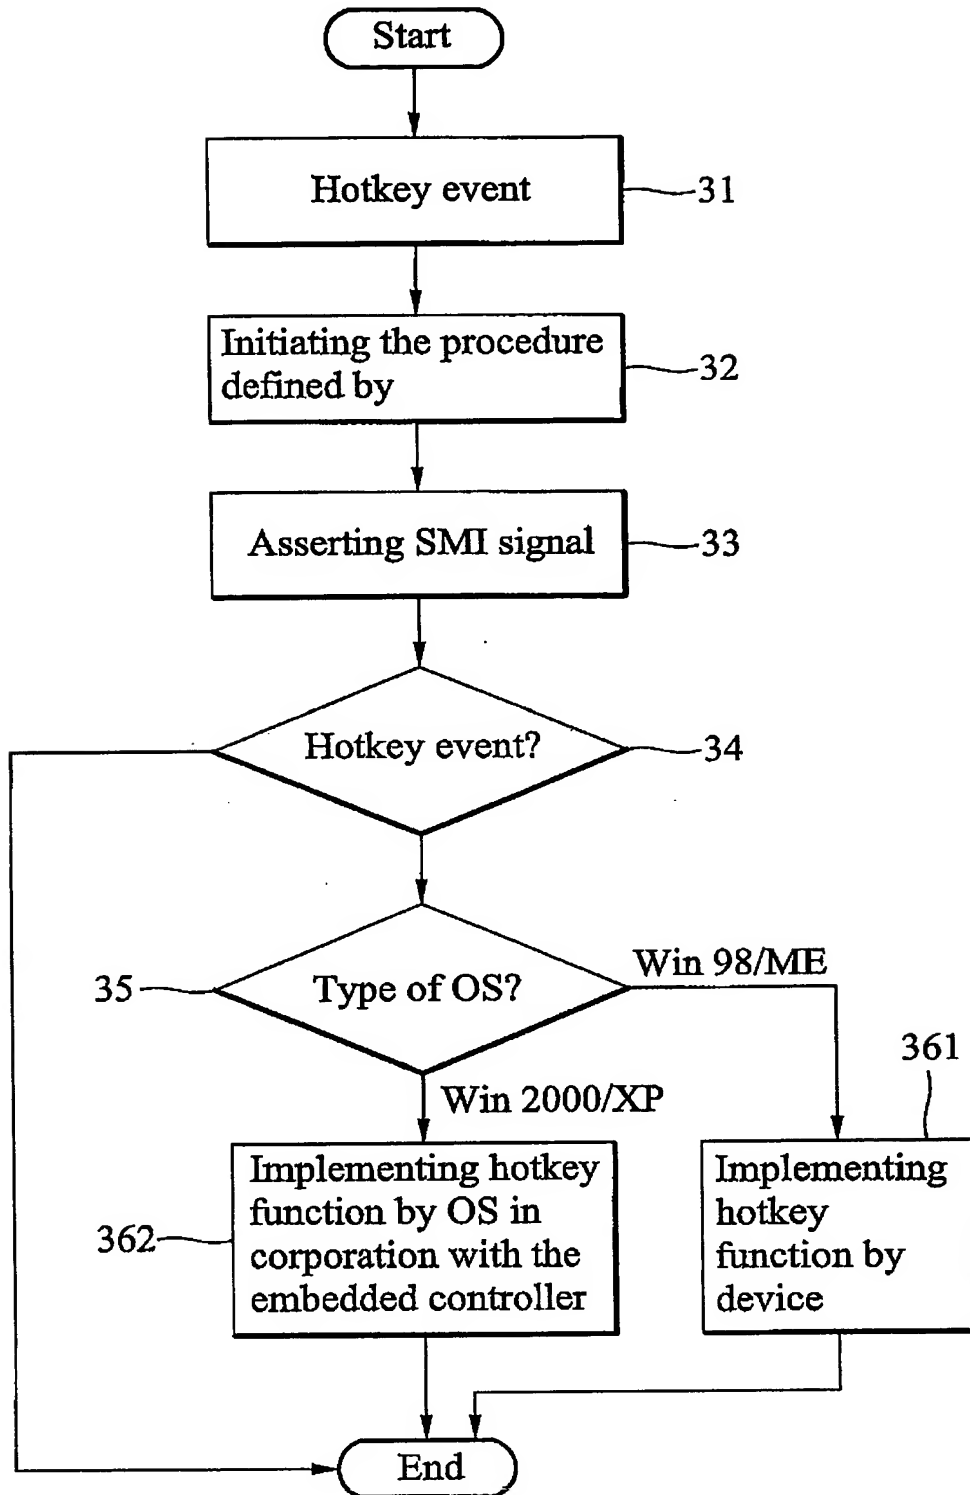 Start
Hotkey event
31
Initiating the procedure
defined by
32
Asserting SMI signal
33
Hotkey event?
34
35
Type of OS?
Win 98/ME
361
Win 2000/XP
362
Implementing hotkey
function by OS in
corporation with the
embedded controller
Implementing
hotkey
function by
device
End